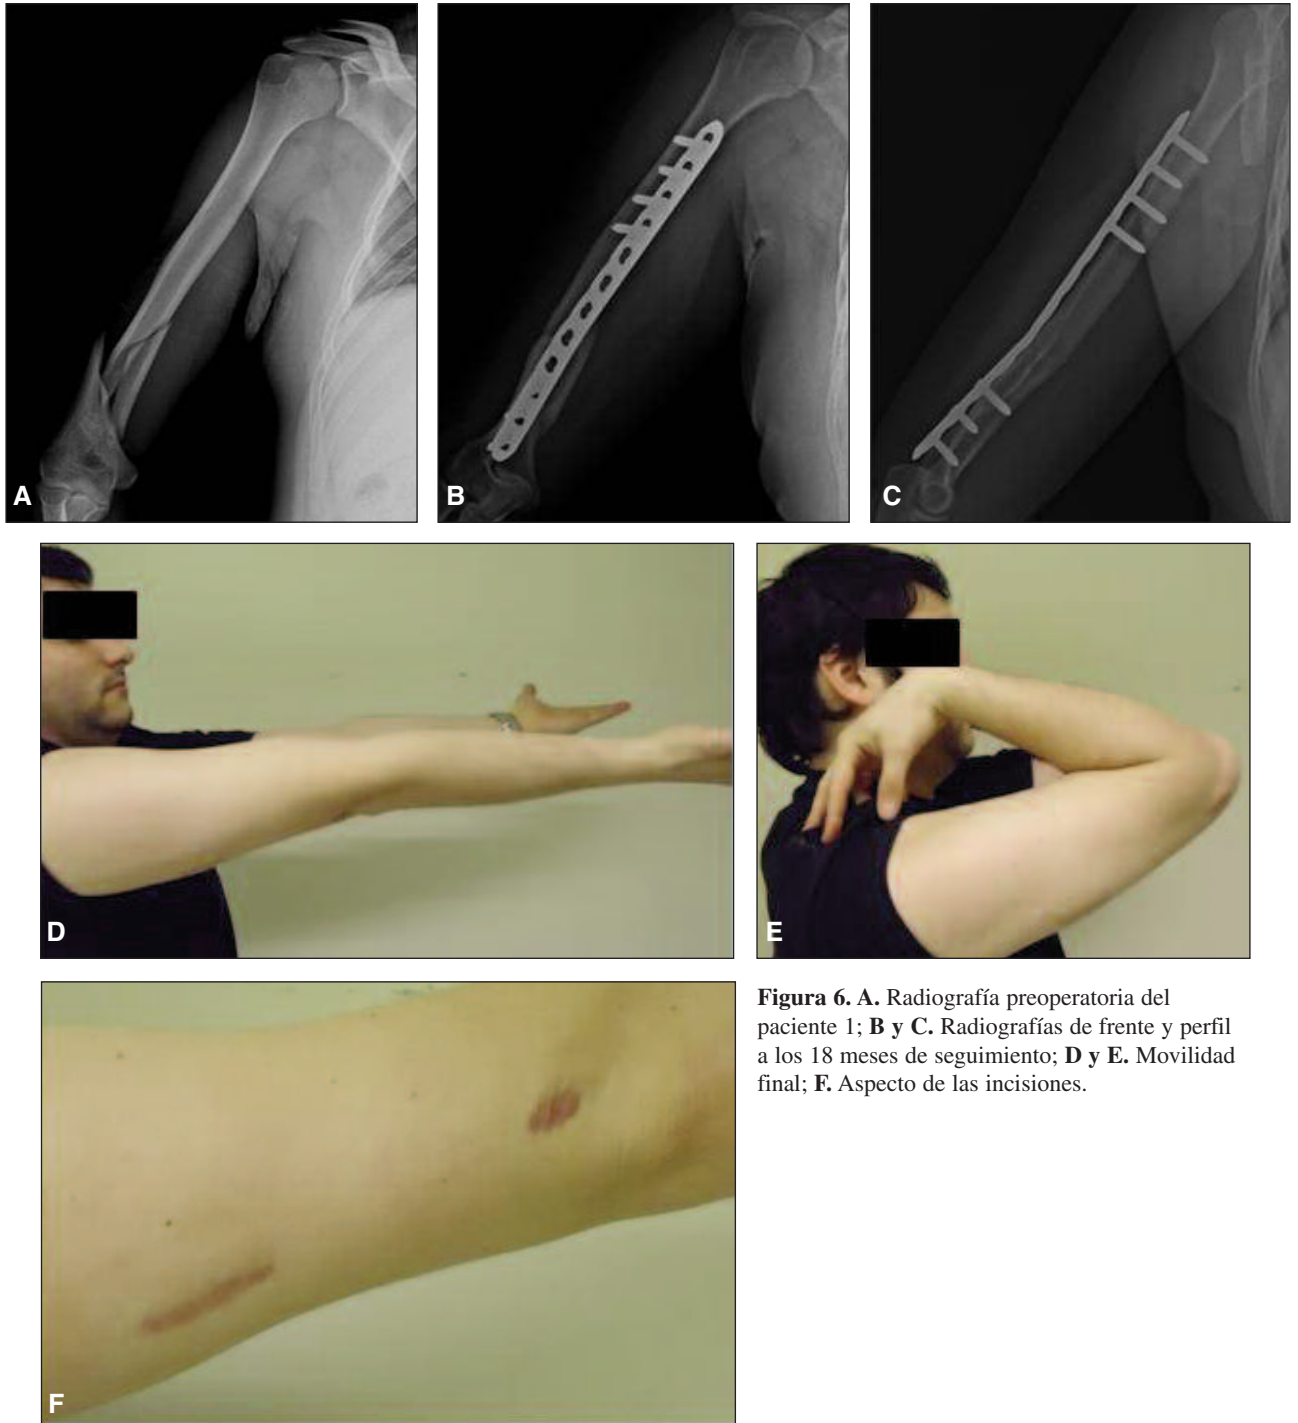 A
B
C
D
E
F
Figura 6. A. Radiografía preoperatoria del
paciente 1; B y C. Radiografías de frente y perfil
a los 18 meses de seguimiento; D y E. Movilidad
final; F. Aspecto de las incisiones.